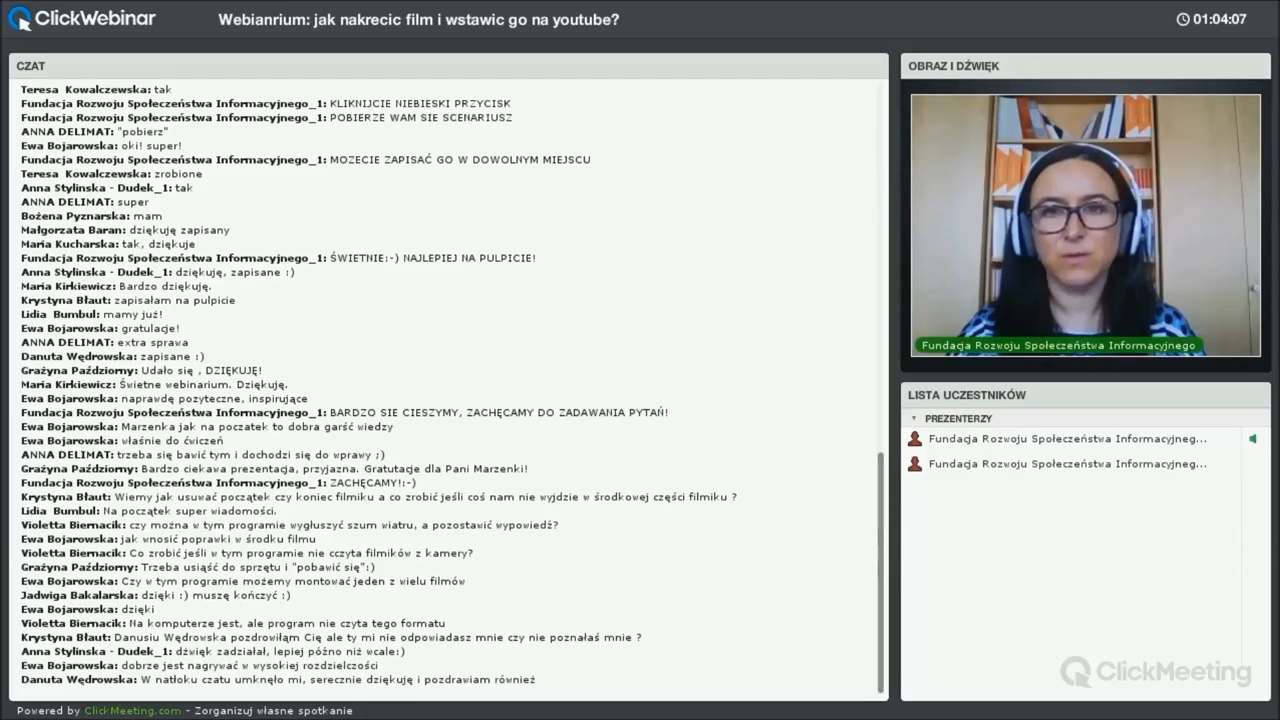 ClickWebinar
Webianrium: jak nakrecic film i wstawic go na youtube?
01:04:07
CZAT
Teresa Kowalczewska: tak
Fundacja Rozwoju Społeczeństwa Informacyjnego_1: KLIKNIJCIE NIEBIESKI PRZYCISK
Fundacja Rozwoju Społeczeństwa Informacyjnego_1: POBIERZE WAM SIE SCENARIUSZ
ANNA DELIMAT: "pobierz"
Ewa Bojarowska: oki! super!
Fundacja Rozwoju Społeczeństwa Informacyjnego_1: MOZECIE ZAPISAĆ GO W DOWOLNYM MIEJSCU
Teresa Kowalczewska: zrobione
Anna Stylinska - Dudek_1: tak
ANNA DELIMAT: super
Bożena Pyznarska: mam
Małgorzata Baran: dziękuję zapisany
Maria Kucharska: tak, dziękuje
Fundacja Rozwoju Społeczeństwa Informacyjnego_1: ŚWIETNIE:-) NAJLEPIEJ NA PULPICIE!
Anna Stylinska - Dudek_1: dziękuję, zapisane :)
Maria Kirkiewicz: Bardzo dziękuję.
Krystyna Błaut: zapisałam na pulpicie
Lidia Bumbul: mamy już!
Ewa Bojarowska: gratulacje!
ANNA DELIMAT: extra sprawa
Danuta Wędrowska: zapisane :)
Grażyna Paździorny: Udało się , DZIĘKUJĘ!
Maria Kirkiewicz: Świetne webinarium. Dziękuję.
Ewa Bojarowska: naprawdę pozyteczne, inspirujące
Fundacja Rozwoju Społeczeństwa Informacyjnego_1: BARDZO SIE CIESZYMY, ZACHĘCAMY DO ZADAWANIA PYTAŃ!
Ewa Bojarowska: Marzenka jak na poczatek to dobra garść wiedzy
Ewa Bojarowska: właśnie do ćwiczeń
ANNA DELIMAT: trzeba się bawić tym i dochodzi się do wprawy ;)
Grażyna Paździorny: Bardzo ciekawa prezentacja, przyjazna. Gratutacje dla Pani Marzenki!
Fundacja Rozwoju Społeczeństwa Informacyjnego_1: ZACHĘCAMY!:-)
Krystyna Błaut: Wiemy jak usuwać początek czy koniec filmiku a co zrobić jeśli coś nam nie wyjdzie w środkowej części filmiku ?
Lidia Bumbul: Na początek super wiadomości.
Violetta Biernacik: czy można w tym programie wygłuszyć szum wiatru, a pozostawić wypowiedź?
Ewa Bojarowska: jak wnosić poprawki w środku filmu
Violetta Biernacik: Co zrobić jeśli w tym programie nie cczyta filmików z kamery?
Grażyna Paździorny: Trzeba usiąść do sprzętu i "pobawić się":)
Ewa Bojarowska: Czy w tym programie możemy montować jeden z wielu filmów
Jadwiga Bakalarska: dzięki :) muszę kończyć :)
Ewa Bojarowska: dzięki
Violetta Biernacik: Na komputerze jest, ale program nie czyta tego formatu
Krystyna Błaut: Danusiu Wędrowska pozdrowiłąm Cię ale ty mi nie odpowiadasz mnie czy nie poznałaś mnie ?
Anna Stylinska - Dudek_1: dźwięk zadziałał, lepiej późno niż wcale:)
Ewa Bojarowska: dobrze jest nagrywać w wysokiej rozdzielczości
Danuta Wędrowska: W natłoku czatu umknęło mi, serecznie dziękuję i pozdrawiam również
OBRAZ I DŹWIĘK
Fundacja Rozwoju Społeczeństwa Informacyjnego
LISTA UCZESTNIKÓW
PREZENTERZY
Fundacja Rozwoju Społeczeństwa Informacyjneg...
Fundacja Rozwoju Społeczeństwa Informacyjneg...
ClickMeeting
Powered by ClickMeeting.com - Zorganizuj własne spotkanie